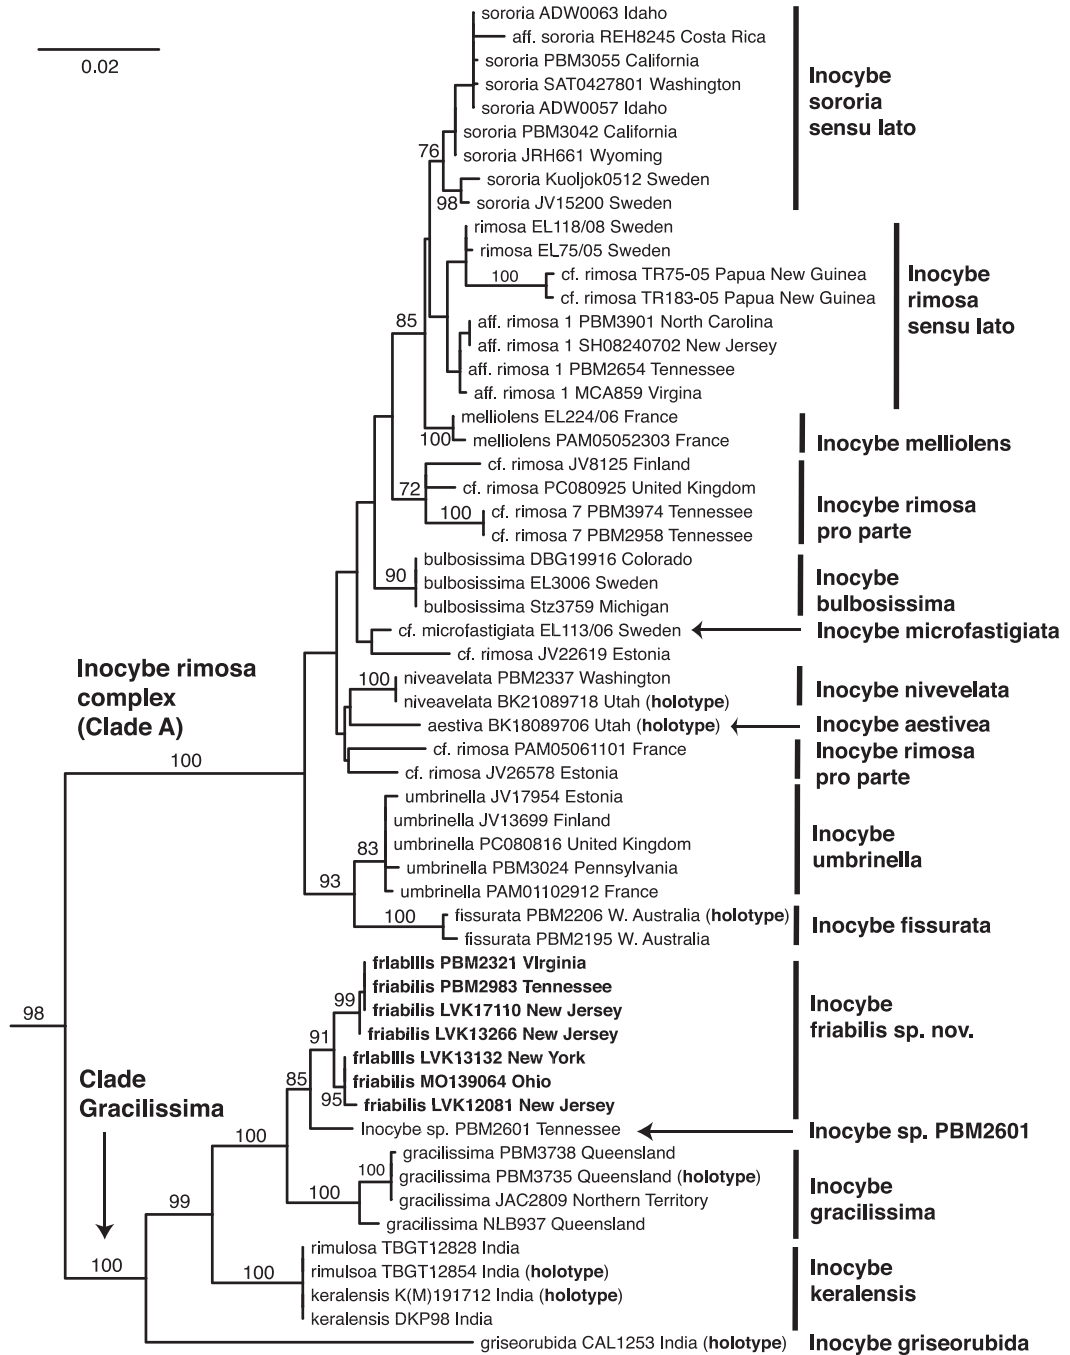 sororia ADW0063 Idaho
aff. sororia REH8245 Costa Rica
sororia PBM3055 California
sororia SAT0427801 Washington
sororia ADW0057 Idaho
sororia PBM3042 California
sororia JRH661 Wyoming
sororia Kuoljok0512 Sweden
sororia JV15200 Sweden
rimosa EL118/08 Sweden
rimosa EL75/05 Sweden
cf. rimosa TR75-05 Papua New Guinea
cf. rimosa TR183-05 Papua New Guinea
aff. rimosa 1 PBM3901 North Carolina
aff. rimosa 1 SH08240702 New Jersey
aff. rimosa 1 PBM2654 Tennessee
aff. rimosa 1 MCA859 Virgina
melliolens EL224/06 France
melliolens PAM05052303 France
cf. rimosa JV8125 Finland
cf. rimosa PC080925 United Kingdom
cf. rimosa 7 PBM3974 Tennessee
cf. rimosa 7 PBM2958 Tennessee
bulbosissima DBG19916 Colorado
bulbosissima EL3006 Sweden
bulbosissima Stz3759 Michigan
cf. microfastigiata EL113/06 Sweden
cf. rimosa JV22619 Estonia
niveavelata PBM2337 Washington
niveavelata BK21089718 Utah (holotype)
aestiva BK18089706 Utah (holotype)
cf. rimosa PAM05061101 France
cf. rimosa JV26578 Estonia
umbrinella JV17954 Estonia
umbrinella JV13699 Finland
umbrinella PC080816 United Kingdom
umbrinella PBM3024 Pennsylvania
umbrinella PAM01102912 France
fissurata PBM2206 W. Australia (holotype)
fissurata PBM2195 W. Australia
friabilis PBM2321 VIrginia
friabilis PBM2983 Tennessee
friabilis LVK17110 New Jersey
friabilis LVK13266 New Jersey
friabilis LVK13132 New York
friabilis MO139064 Ohio
friabilis LVK12081 New Jersey
Inocybe sp. PBM2601 Tennessee
gracilissima PBM3738 Queensland
gracilissima PBM3735 Queensland (holotype)
gracilissima JAC2809 Northern Territory
gracilissima NLB937 Queensland
rimulosa TBGT12828 India
rimulsoa TBGT12854 India (holotype)
keralensis K(M)191712 India (holotype)
keralensis DKP98 India
griseorubida CAL1253 India (holotype)
Inocybe
sororia
sensu lato
Inocybe
rimosa
sensu lato
Inocybe melliolens
Inocybe rimosa
pro parte
Inocybe
bulbosissima
Inocybe microfastigiata
Inocybe nivevelata
Inocybe aestivea
Inocybe rimosa
pro parte
Inocybe
umbrinella
Inocybe fissurata
Inocybe
friabilis sp. nov.
Inocybe sp. PBM2601
Inocybe
gracilissima
Inocybe
keralensis
Inocybe griseorubida
0.02
Inocybe rimosa
complex
(Clade A)
Clade
Gracilissima
76
98
100
85
100
72
100
90
100
100
83
93
100
98
99
91
85
95
100
100
100
99
100
100